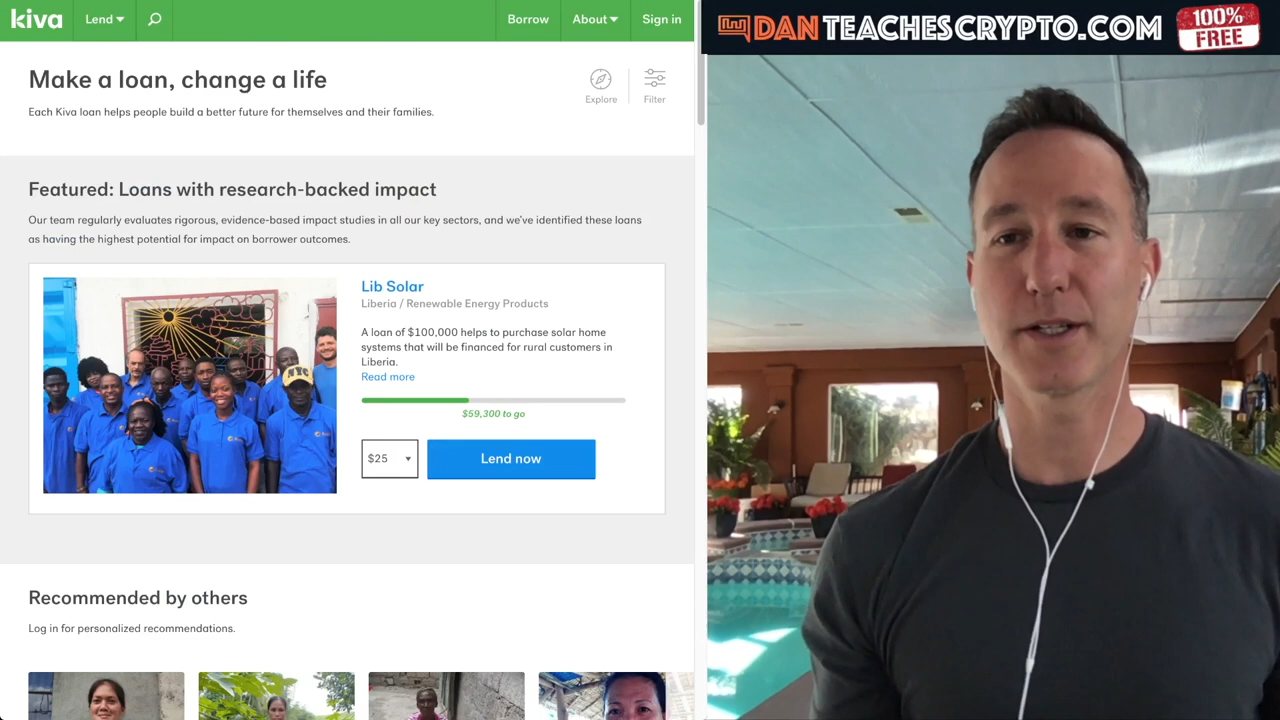 kiva
Lend
Borrow
About
Sign in
DANTEACHESCRYPTO.COM
100%
FREE
Make a loan, change a life
Explore
Filter
Each Kiva loan helps people build a better future for themselves and their families.
Featured: Loans with research-backed impact
Our team regularly evaluates rigorous, evidence-based impact studies in all our key sectors, and we've identified these loans
as having the highest potential for impact on borrower outcomes.
Lib Solar
Liberia / Renewable Energy Products
A loan of $100,000 helps to purchase solar home
systems that will be financed for rural customers in
Liberia.
Read more
$59,300 to go
$25
Lend now
Recommended by others
Log in for personalized recommendations.